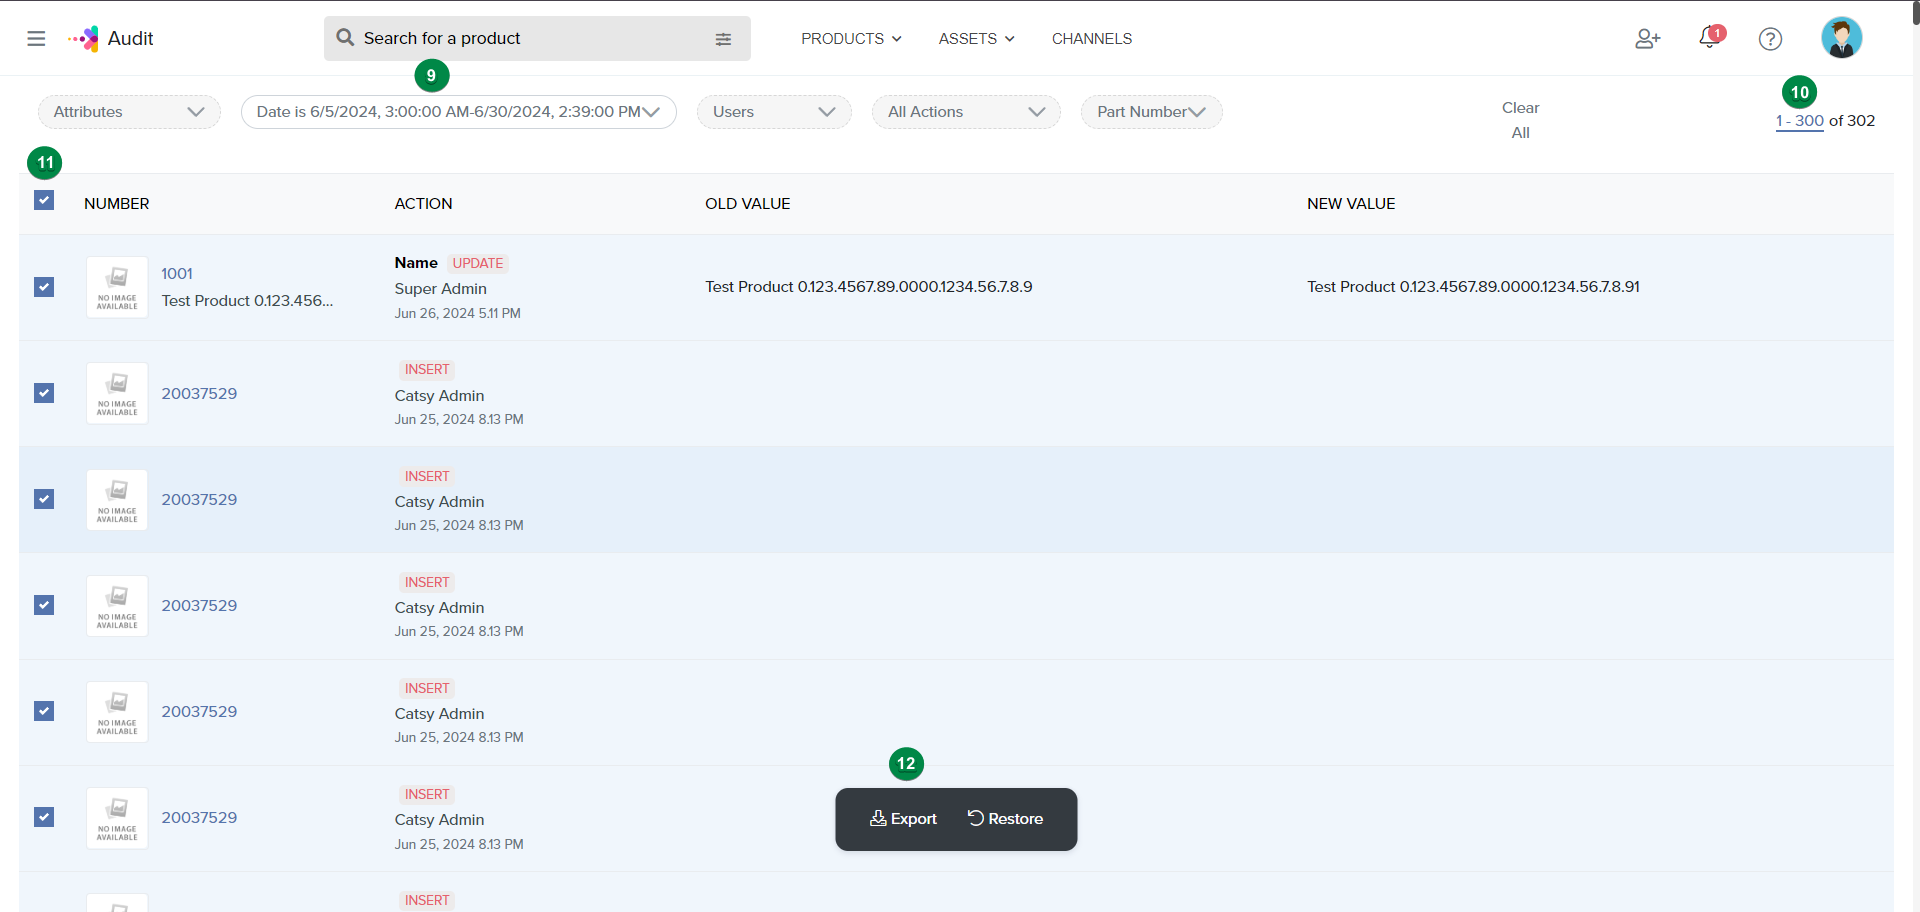 Audit
Search for a product
PRODUCTS
ASSETS
CHANNELS
1
9
10
Attributes
Date is 6/5/2024, 3:00:00 AM-6/30/2024, 2:39:00 PM
Users
All Actions
Part Number
Clear
All
1 - 300 of 302
11
NUMBER
ACTION
OLD VALUE
NEW VALUE
NO IMAGE
AVAILABLE
1001
Test Product 0.123.456...
Name UPDATE
Super Admin
Jun 26, 2024 5.11 PM
Test Product 0.123.4567.89.0000.1234.56.7.8.9
Test Product 0.123.4567.89.0000.1234.56.7.8.91
NO IMAGE
AVAILABLE
20037529
INSERT
Catsy Admin
Jun 25, 2024 8.13 PM
NO IMAGE
AVAILABLE
20037529
INSERT
Catsy Admin
Jun 25, 2024 8.13 PM
NO IMAGE
AVAILABLE
20037529
INSERT
Catsy Admin
Jun 25, 2024 8.13 PM
NO IMAGE
AVAILABLE
20037529
INSERT
Catsy Admin
Jun 25, 2024 8.13 PM
NO IMAGE
AVAILABLE
20037529
INSERT
Catsy Admin
Jun 25, 2024 8.13 PM
12
Export
Restore
INSERT